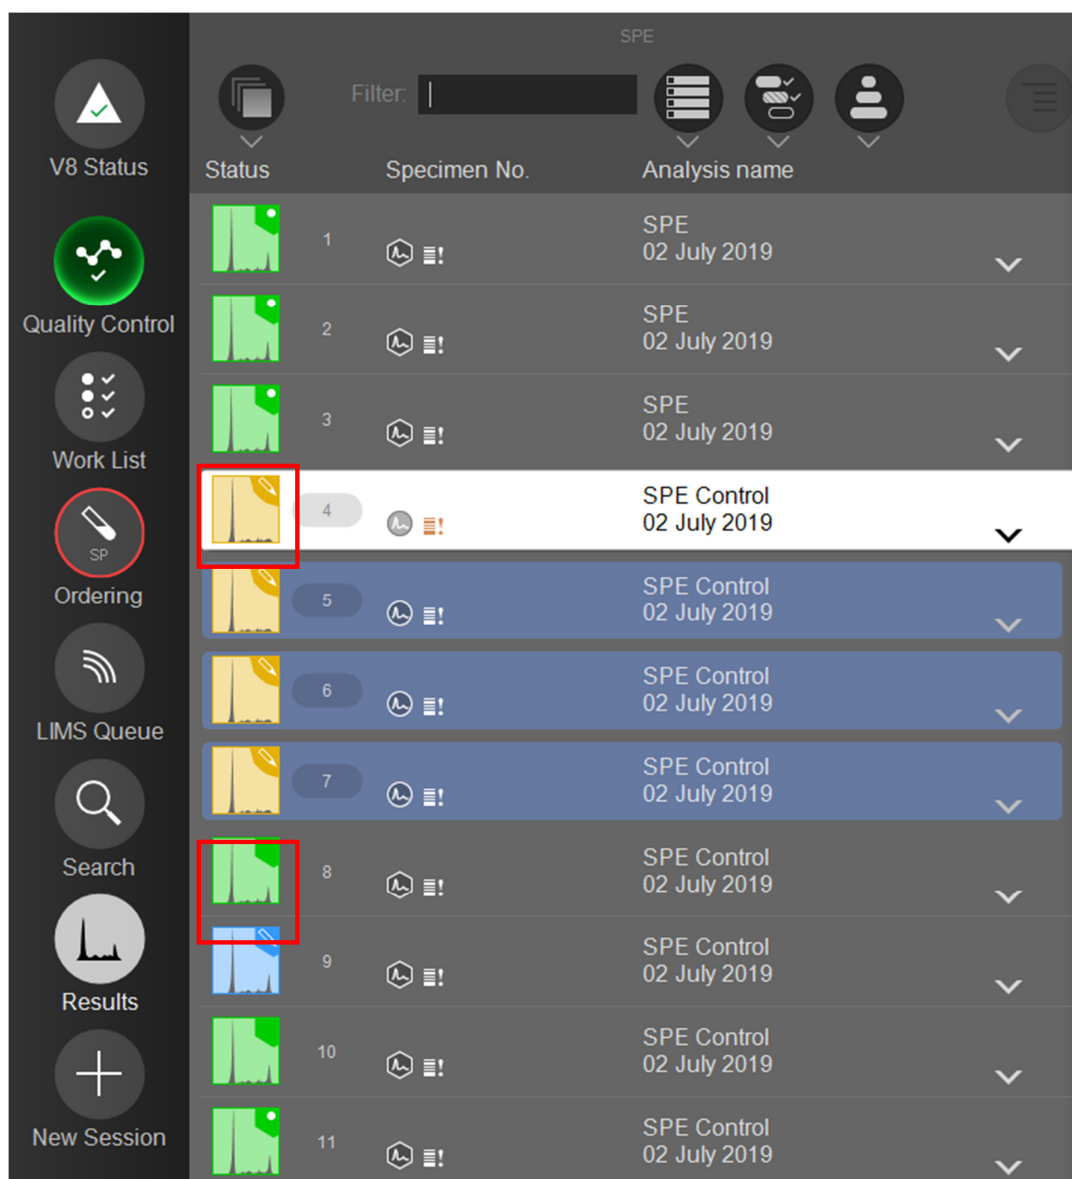 SPE
Filter:
V8 Status
Status Specimen No. Analysis name
1 SPE
02 July 2019
Quality Control
2 SPE
02 July 2019
3 SPE
02 July 2019
Work List
4 SPE Control
02 July 2019
SP
Ordering
5 SPE Control
02 July 2019
6 SPE Control
02 July 2019
LIMS Queue
7 SPE Control
02 July 2019
Search
8 SPE Control
02 July 2019
9 SPE Control
02 July 2019
Results
10 SPE Control
02 July 2019
New Session
11 SPE Control
02 July 2019